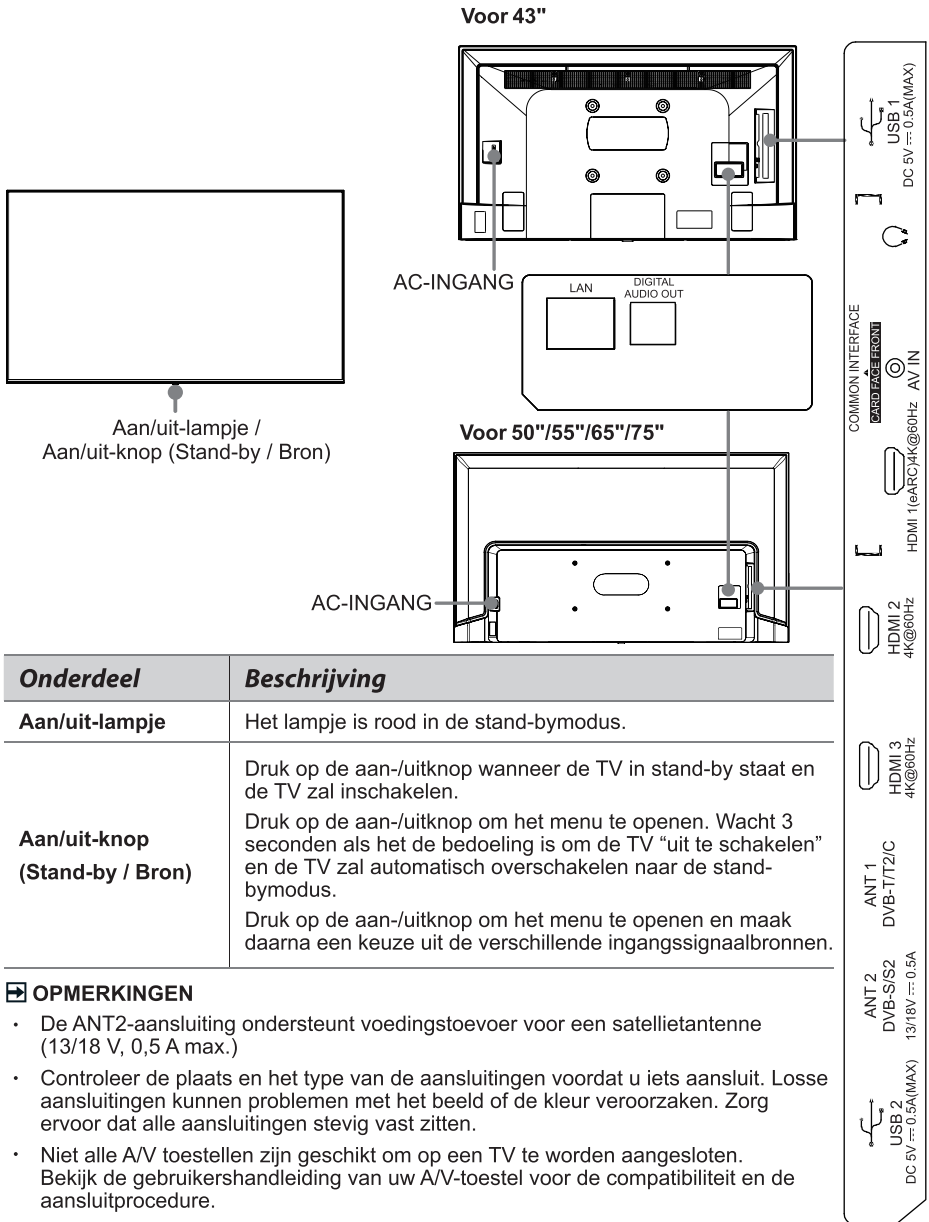 Voor 43"
AC-INGANG
LAN
DIGITAL
AUDIO OUT
Aan/uit-lampje /
Aan/uit-knop (Stand-by / Bron)
Voor 50"/55"/65"/75"
AC-INGANG
USB 1
DC 5V ⎓ 0.5A(MAX)
COMMON INTERFACE
CARD FACE FRONT
AV IN
HDMI 1(eARC)4K@60Hz
HDMI 2
4K@60Hz
HDMI 3
4K@60Hz
ANT 1
DVB-T/T2/C
ANT 2
DVB-S/S2
13/18V ⎓ 0.5A
USB 2
DC 5V ⎓ 0.5A(MAX)
Onderdeel Beschrijving
Aan/uit-lampje Het lampje is rood in de stand-bymodus.
Aan/uit-knop
(Stand-by / Bron)
Druk op de aan-/uitknop wanneer de TV in stand-by staat en
de TV zal inschakelen.
Druk op de aan-/uitknop om het menu te openen. Wacht 3
seconden als het de bedoeling is om de TV “uit te schakelen”
en de TV zal automatisch overschakelen naar de stand-
bymodus.
Druk op de aan-/uitknop om het menu te openen en maak
daarna een keuze uit de verschillende ingangssignaalbronnen.
OPMERKINGEN
• De ANT2-aansluiting ondersteunt voedingstoevoer voor een satellietantenne
(13/18 V, 0,5 A max.)
• Controleer de plaats en het type van de aansluitingen voordat u iets aansluit. Losse
aansluitingen kunnen problemen met het beeld of de kleur veroorzaken. Zorg
ervoor dat alle aansluitingen stevig vast zitten.
• Niet alle A/V toestellen zijn geschikt om op een TV te worden aangesloten.
Bekijk de gebruikershandleiding van uw A/V-toestel voor de compatibiliteit en de
aansluitprocedure.